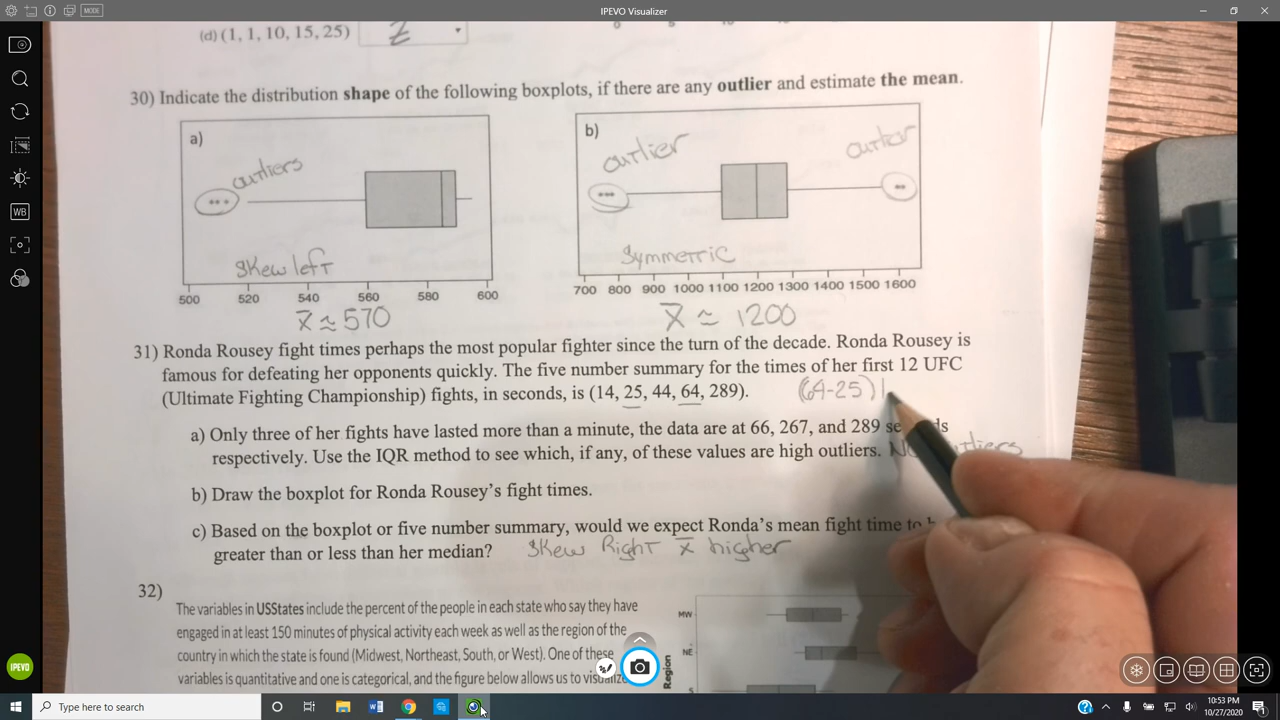 IPEVO Visualizer
MODE
(d) (1, 1, 10, 15, 25)
30) Indicate the distribution shape of the following boxplots, if there are any outlier and estimate the mean.
a)
outliers
Skew left
500 520 540 560 580 600
x̄ ≈ 570
b)
outlier
outlier
Symmetric
700 800 900 1000 1100 1200 1300 1400 1500 1600
x̄ ≈ 1200
31) Ronda Rousey fight times perhaps the most popular fighter since the turn of the decade. Ronda Rousey is
famous for defeating her opponents quickly. The five number summary for the times of her first 12 UFC
(Ultimate Fighting Championship) fights, in seconds, is (14, 25, 44, 64, 289). (64-25)
a) Only three of her fights have lasted more than a minute, the data are at 66, 267, and 289
respectively. Use the IQR method to see which, if any, of these values are high outliers.
b) Draw the boxplot for Ronda Rousey's fight times.
c) Based on the boxplot or five number summary, would we expect Ronda's mean fight time to
greater than or less than her median? Skew Right x̄ higher
32)
The variables in USStates include the percent of the people in each state who say they have
engaged in at least 150 minutes of physical activity each week as well as the region of the
country in which the state is found (Midwest, Northeast, South, or West). One of these
variables is quantitative and one is categorical, and the figure below allows us to
MW
NE
S
Region
WB
IPEVO
Type here to search
10:53 PM
10/27/2020